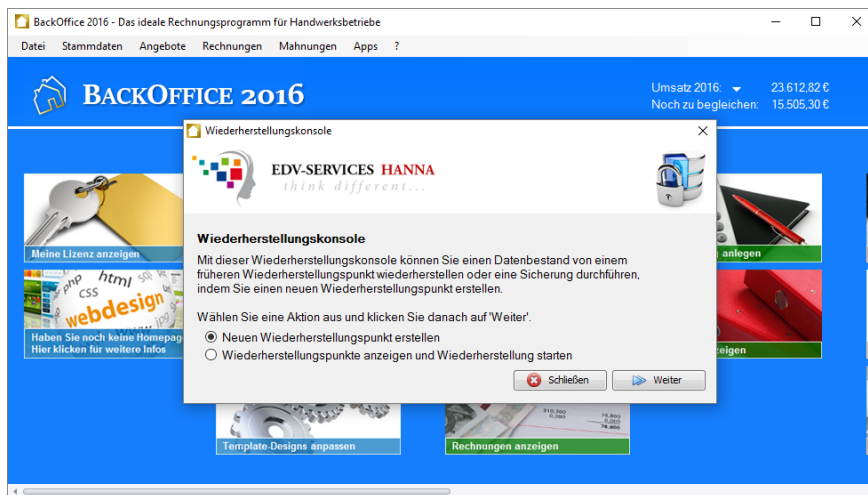 BackOffice 2016 - Das ideale Rechnungsprogramm für Handwerksbetriebe
Datei Stammdaten Angebote Rechnungen Mahnungen Apps ?
BACKOFFICE 2016
Umsatz 2016: 23.612,82 €
Noch zu begleichen: 15.505,30 €
Wiederherstellungskonsole
EDV-SERVICES HANNA
think different...
Wiederherstellungskonsole
Mit dieser Wiederherstellungskonsole können Sie einen Datenbestand von einem
früheren Wiederherstellungspunkt wiederherstellen oder eine Sicherung durchführen,
indem Sie einen neuen Wiederherstellungspunkt erstellen.
Wählen Sie eine Aktion aus und klicken Sie danach auf 'Weiter'.
Neuen Wiederherstellungspunkt erstellen
Wiederherstellungspunkte anzeigen und Wiederherstellung starten
Schließen Weiter
Meine Lizenz anzeigen
anlegen
php html sql
css
webdesign
Haben Sie noch keine Homepag
Hier klicken für weitere Infos
zeigen
Template-Designs anpassen
Rechnungen anzeigen